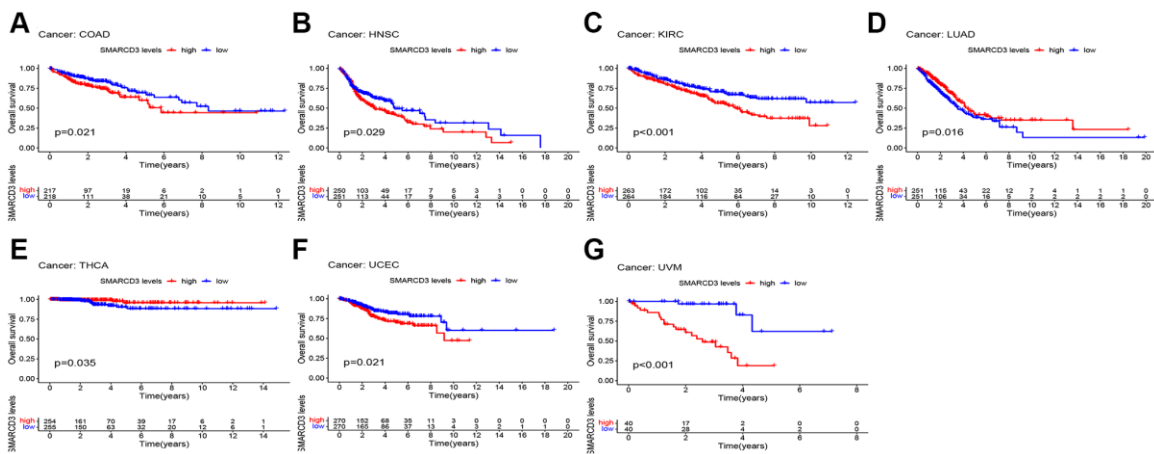 A
Cancer: COAD
SMARCD3 levels high low
1.00
0.75
0.50
0.25
0.00
Overall survival
p=0.021
0 2 4 6 8 10 12
Time(years)
SMARCD3 levels
high 217 97 19 6 2 1 0
low 218 111 38 21 10 5 1
0 2 4 6 8 10 12
Time(years)
B
Cancer: HNSC
SMARCD3 levels high low
1.00
0.75
0.50
0.25
0.00
Overall survival
p=0.029
0 2 4 6 8 10 12 14 16 18 20
Time(years)
SMARCD3 levels
high 250 103 49 17 7 5 3 1 0 0 0
low 251 113 44 17 9 6 4 3 1 0 0
0 2 4 6 8 10 12 14 16 18 20
Time(years)
C
Cancer: KIRC
SMARCD3 levels high low
1.00
0.75
0.50
0.25
0.00
Overall survival
p<0.001
0 2 4 6 8 10 12
Time(years)
SMARCD3 levels
high 263 172 102 35 14 3 0
low 264 184 116 64 27 10 1
0 2 4 6 8 10 12
Time(years)
D
Cancer: LUAD
SMARCD3 levels high low
1.00
0.75
0.50
0.25
0.00
Overall survival
p=0.016
0 2 4 6 8 10 12 14 16 18 20
Time(years)
SMARCD3 levels
high 251 115 43 22 12 7 4 1 1 1 0
low 251 106 34 16 5 2 2 2 2 2 0
0 2 4 6 8 10 12 14 16 18 20
Time(years)
E
Cancer: THCA
SMARCD3 levels high low
1.00
0.75
0.50
0.25
0.00
Overall survival
p=0.035
0 2 4 6 8 10 12 14
Time(years)
SMARCD3 levels
high 254 161 70 39 17 6 2 1
low 255 150 63 32 20 12 6 1
0 2 4 6 8 10 12 14
Time(years)
F
Cancer: UCEC
SMARCD3 levels high low
1.00
0.75
0.50
0.25
0.00
Overall survival
p=0.021
0 2 4 6 8 10 12 14 16 18 20
Time(years)
SMARCD3 levels
high 270 152 68 35 11 3 0 0 0 0 0
low 270 165 86 37 13 4 3 2 1 1 0
0 2 4 6 8 10 12 14 16 18 20
Time(years)
G
Cancer: UVM
SMARCD3 levels high low
1.00
0.75
0.50
0.25
0.00
Overall survival
p<0.001
0 2 4 6 8
Time(years)
SMARCD3 levels
high 40 17 2 0 0
low 40 28 4 2 0
0 2 4 6 8
Time(years)